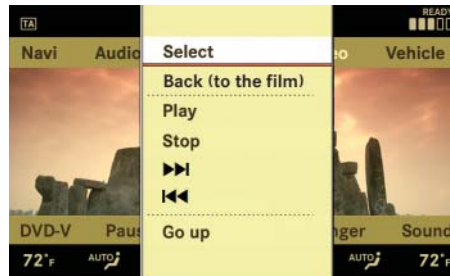 TA
READY
Navi Audio eo Vehicle
Select
Back (to the film)
Play
Stop
Go up
DVD-V Paus nger Sound
72°F AUTO AUTO 72°F